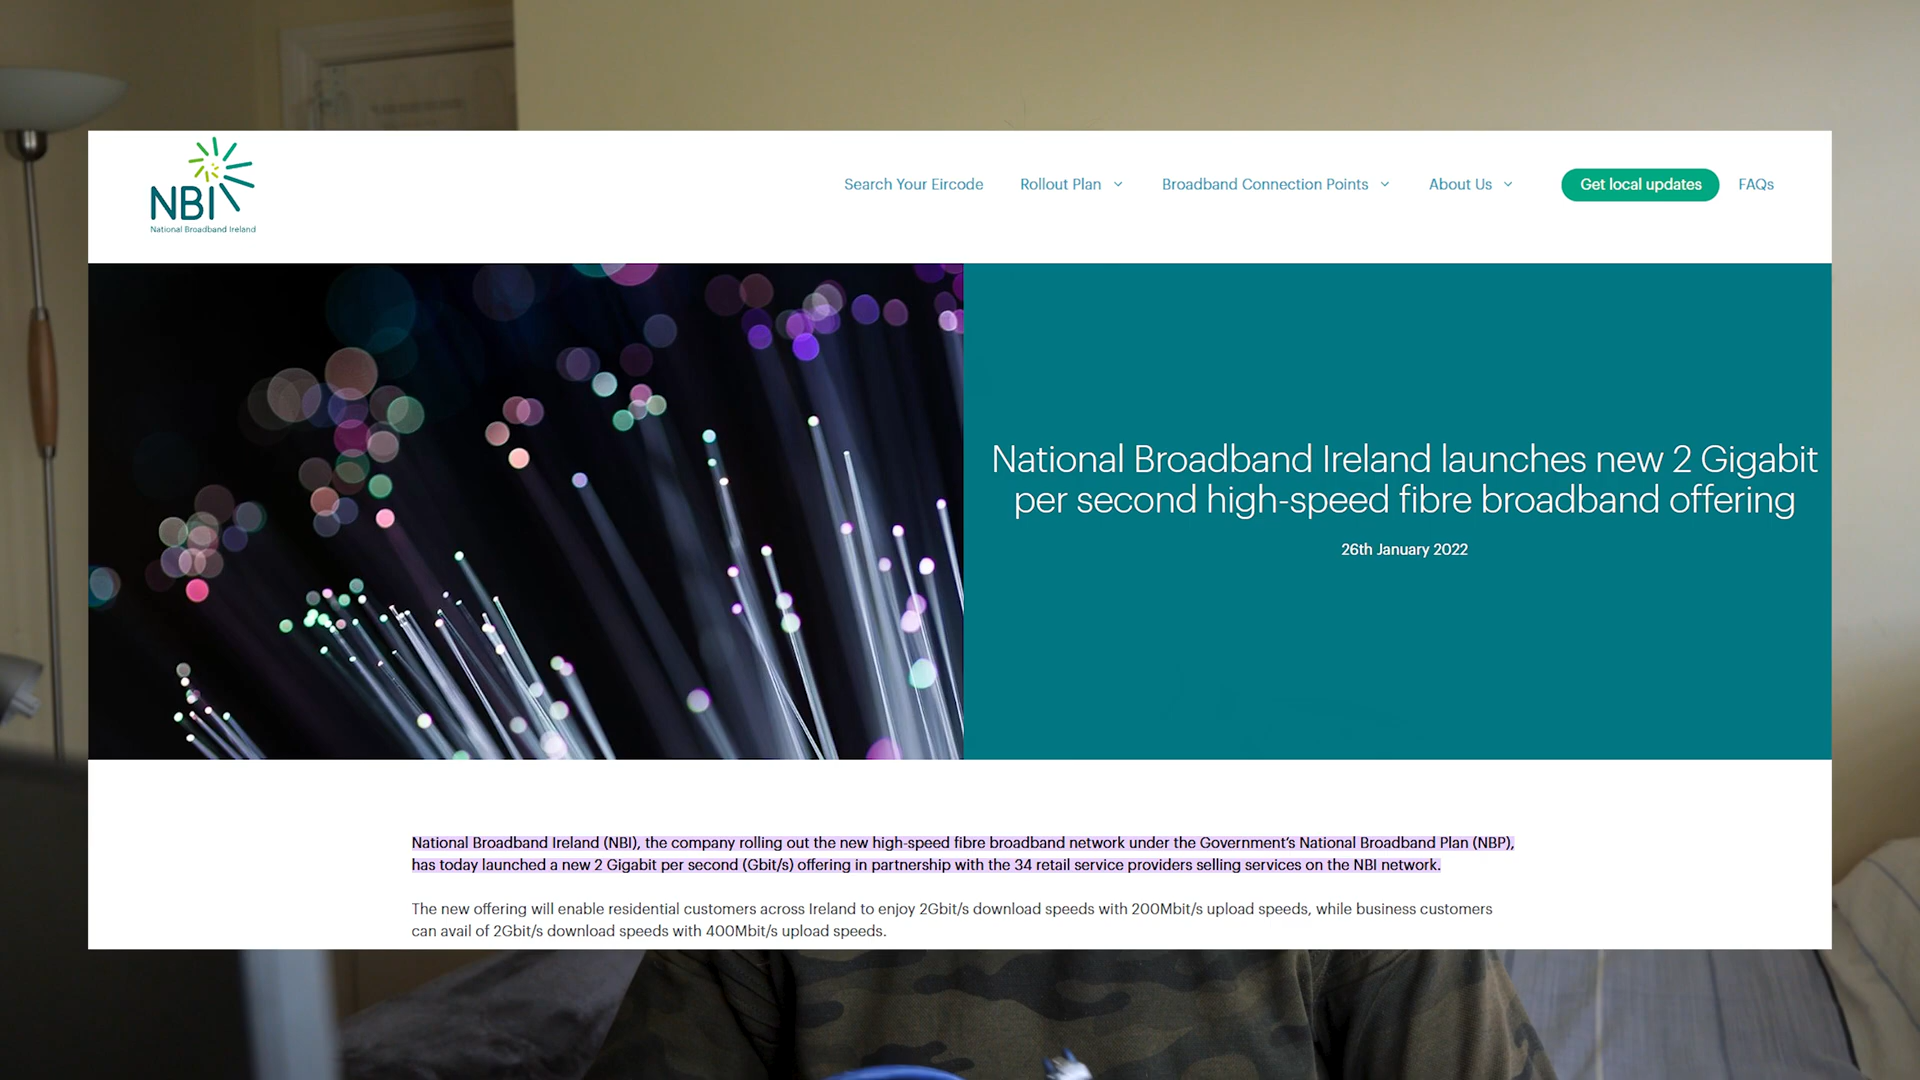 NBI
National Broadband Ireland
Search Your Eircode
Rollout Plan
Broadband Connection Points
About Us
Get local updates
FAQs
National Broadband Ireland launches new 2 Gigabit
per second high-speed fibre broadband offering
26th January 2022
National Broadband Ireland (NBI), the company rolling out the new high-speed fibre broadband network under the Government’s National Broadband Plan (NBP),
has today launched a new 2 Gigabit per second (Gbit/s) offering in partnership with the 34 retail service providers selling services on the NBI network.
The new offering will enable residential customers across Ireland to enjoy 2Gbit/s download speeds with 200Mbit/s upload speeds, while business customers
can avail of 2Gbit/s download speeds with 400Mbit/s upload speeds.